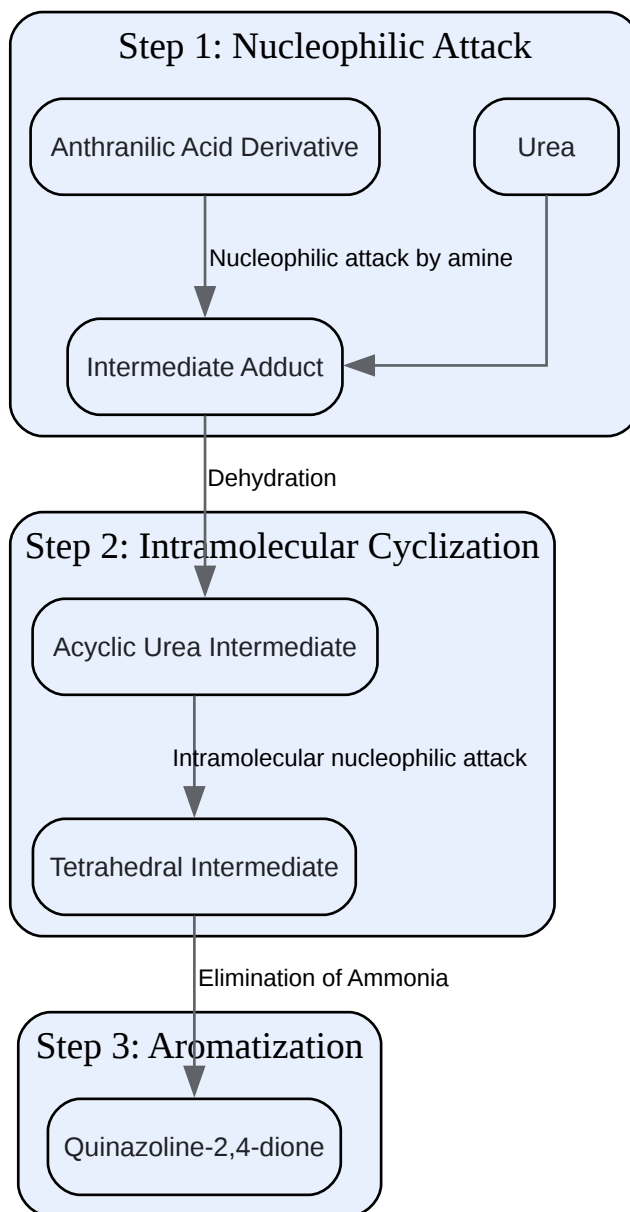 Step 1: Nucleophilic Attack
Anthranilic Acid Derivative
Urea
Nucleophilic attack by amine
Intermediate Adduct
Dehydration
Step 2: Intramolecular Cyclization
Acyclic Urea Intermediate
Intramolecular nucleophilic attack
Tetrahedral Intermediate
Elimination of Ammonia
Step 3: Aromatization
Quinazoline-2,4-dione